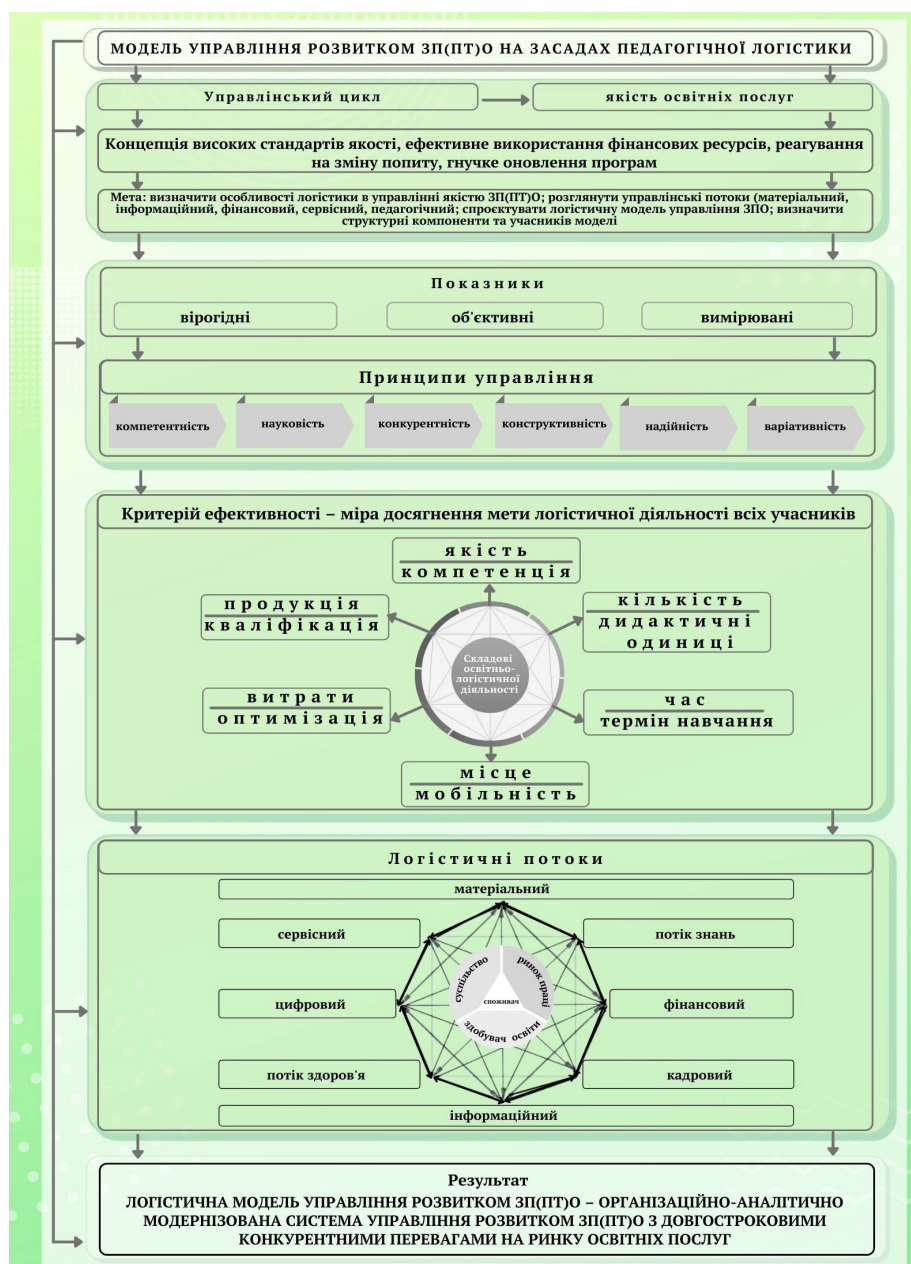 МОДЕЛЬ УПРАВЛІННЯ РОЗВИТКОМ ЗП(ПТ)О НА ЗАСАДАХ ПЕДАГОГІЧНОЇ ЛОГІСТИКИ
Управлінський цикл
якість освітніх послуг
Концепція високих стандартів якості, ефективне використання фінансових ресурсів, реагування
на зміну попиту, гнучке оновлення програм
Мета: визначити особливості логістики в управлінні якістю ЗП(ПТ)О; розглянути управлінські потоки (матеріальний,
інформаційний, фінансовий, сервісний, педагогічний; спроєктувати логістичну модель управління ЗПО; визначити
структурні компоненти та учасників моделі
Показники
вірогідні
об'єктивні
вимірювані
Принципи управління
компетентність
науковість
конкурентність
конструктивність
надійність
варіативність
Критерій ефективності – міра досягнення мети логістичної діяльності всіх учасників
якість
компетенція
продукція
кваліфікація
кількість
дидактичні
одиниці
Складові
освітньо-
логістичної
діяльності
витрати
оптимізація
час
термін навчання
місце
мобільність
Логістичні потоки
матеріальний
сервісний
потік знань
суспільство
ринок праці
цифровий
споживач
фінансовий
здобувач освіти
потік здоров'я
кадровий
інформаційний
Результат
ЛОГІСТИЧНА МОДЕЛЬ УПРАВЛІННЯ РОЗВИТКОМ ЗП(ПТ)О – ОРГАНІЗАЦІЙНО-АНАЛІТИЧНО
МОДЕРНІЗОВАНА СИСТЕМА УПРАВЛІННЯ РОЗВИТКОМ ЗП(ПТ)О З ДОВГОСТРОКОВИМИ
КОНКУРЕНТНИМИ ПЕРЕВАГАМИ НА РИНКУ ОСВІТНІХ ПОСЛУГ